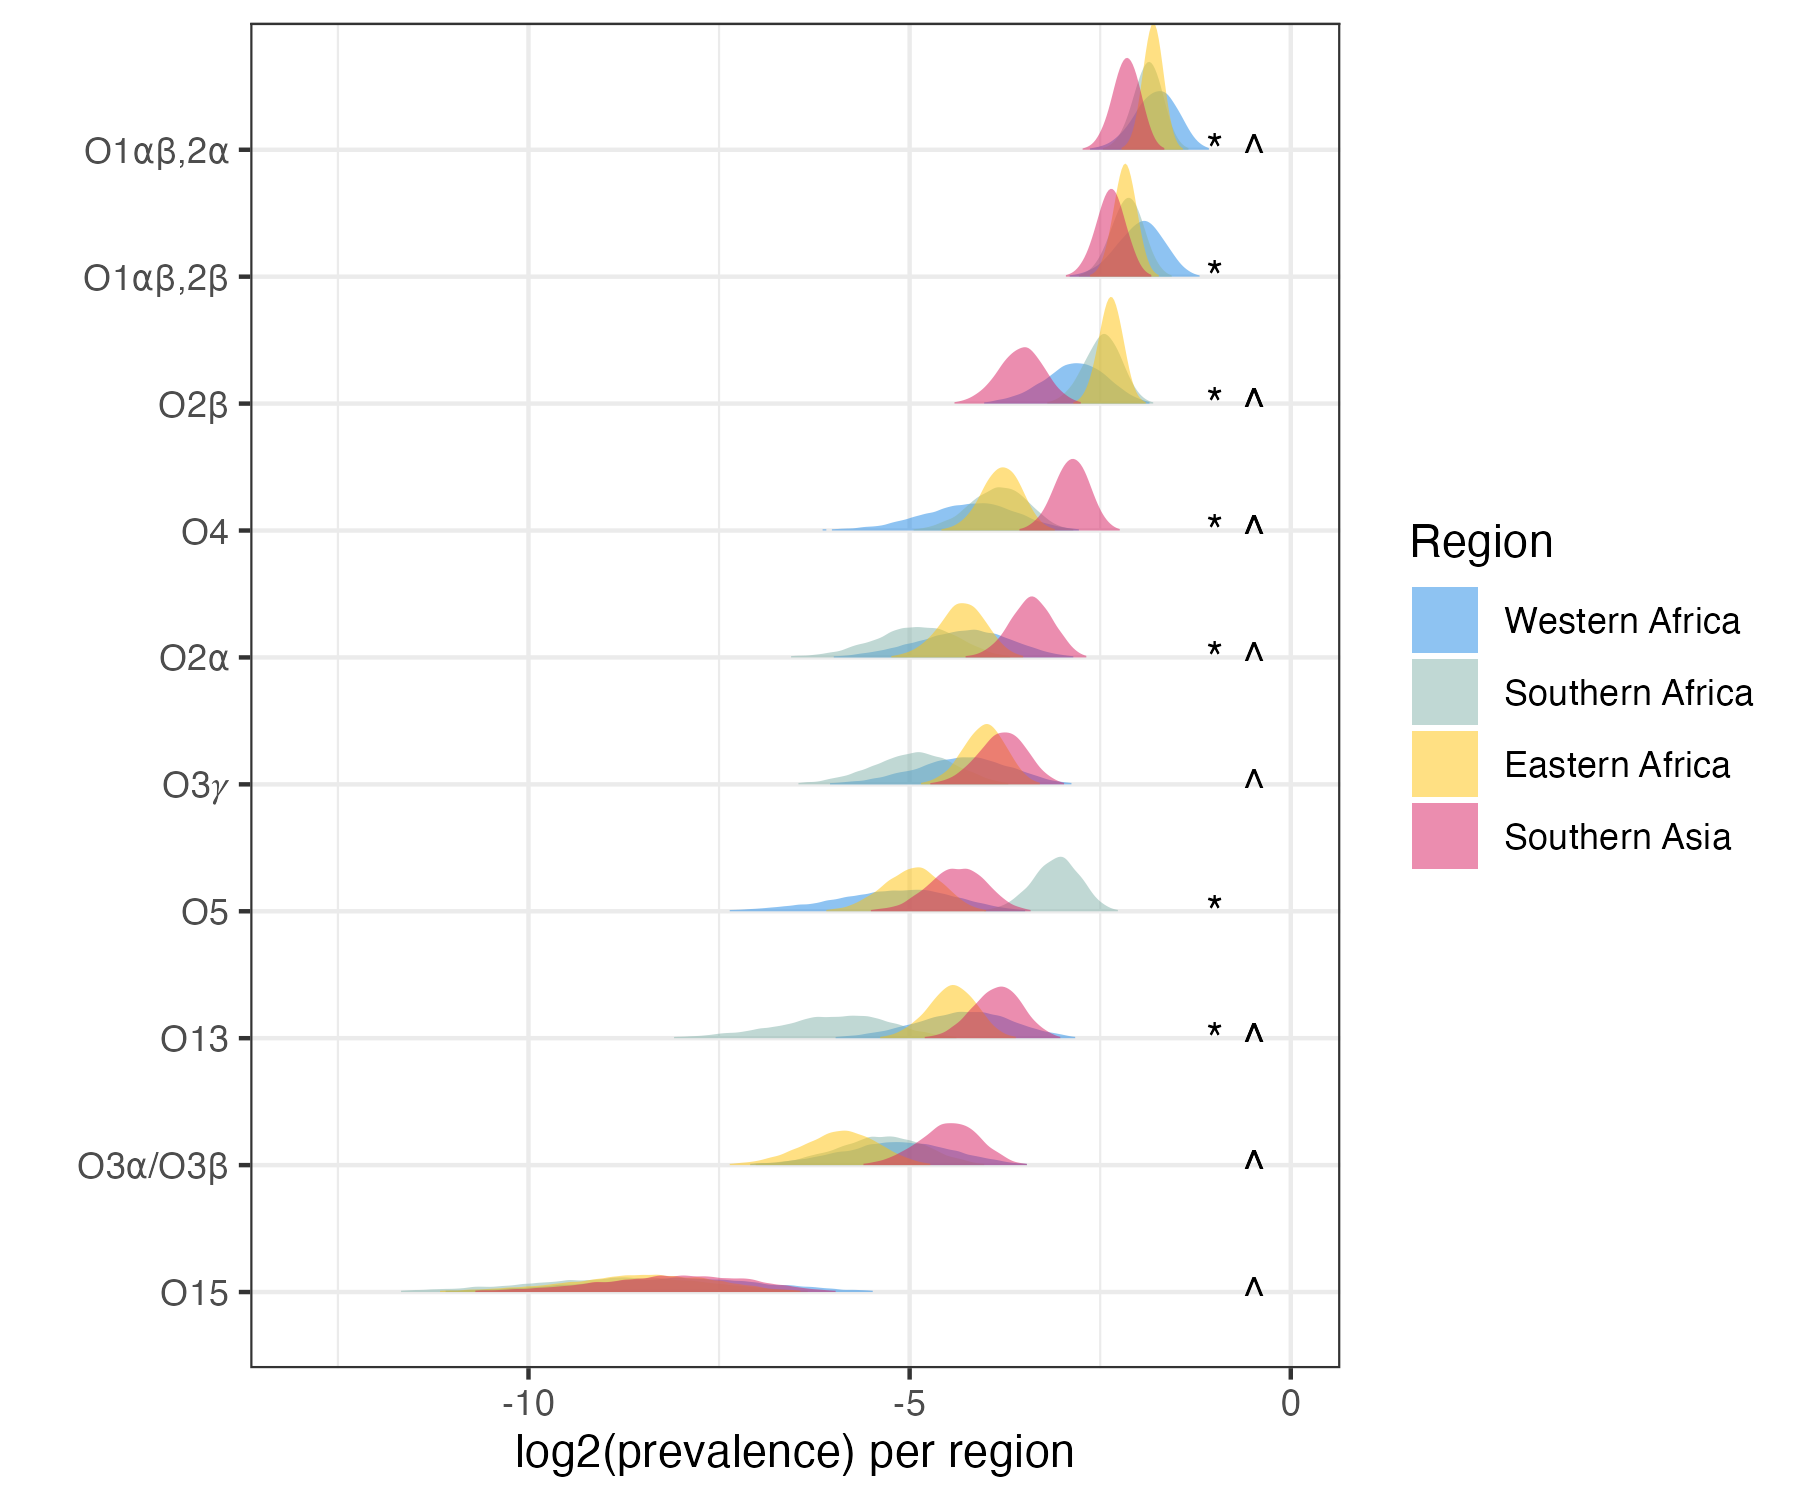 O1αβ,2α
* ^
O1αβ,2β
*
O2β
* ^
O4
* ^
O2α
* ^
O3γ
^
O5
*
O13
* ^
O3α/O3β
^
O15
^
-10
-5
0
log2(prevalence) per region
Region
Western Africa
Southern Africa
Eastern Africa
Southern Asia